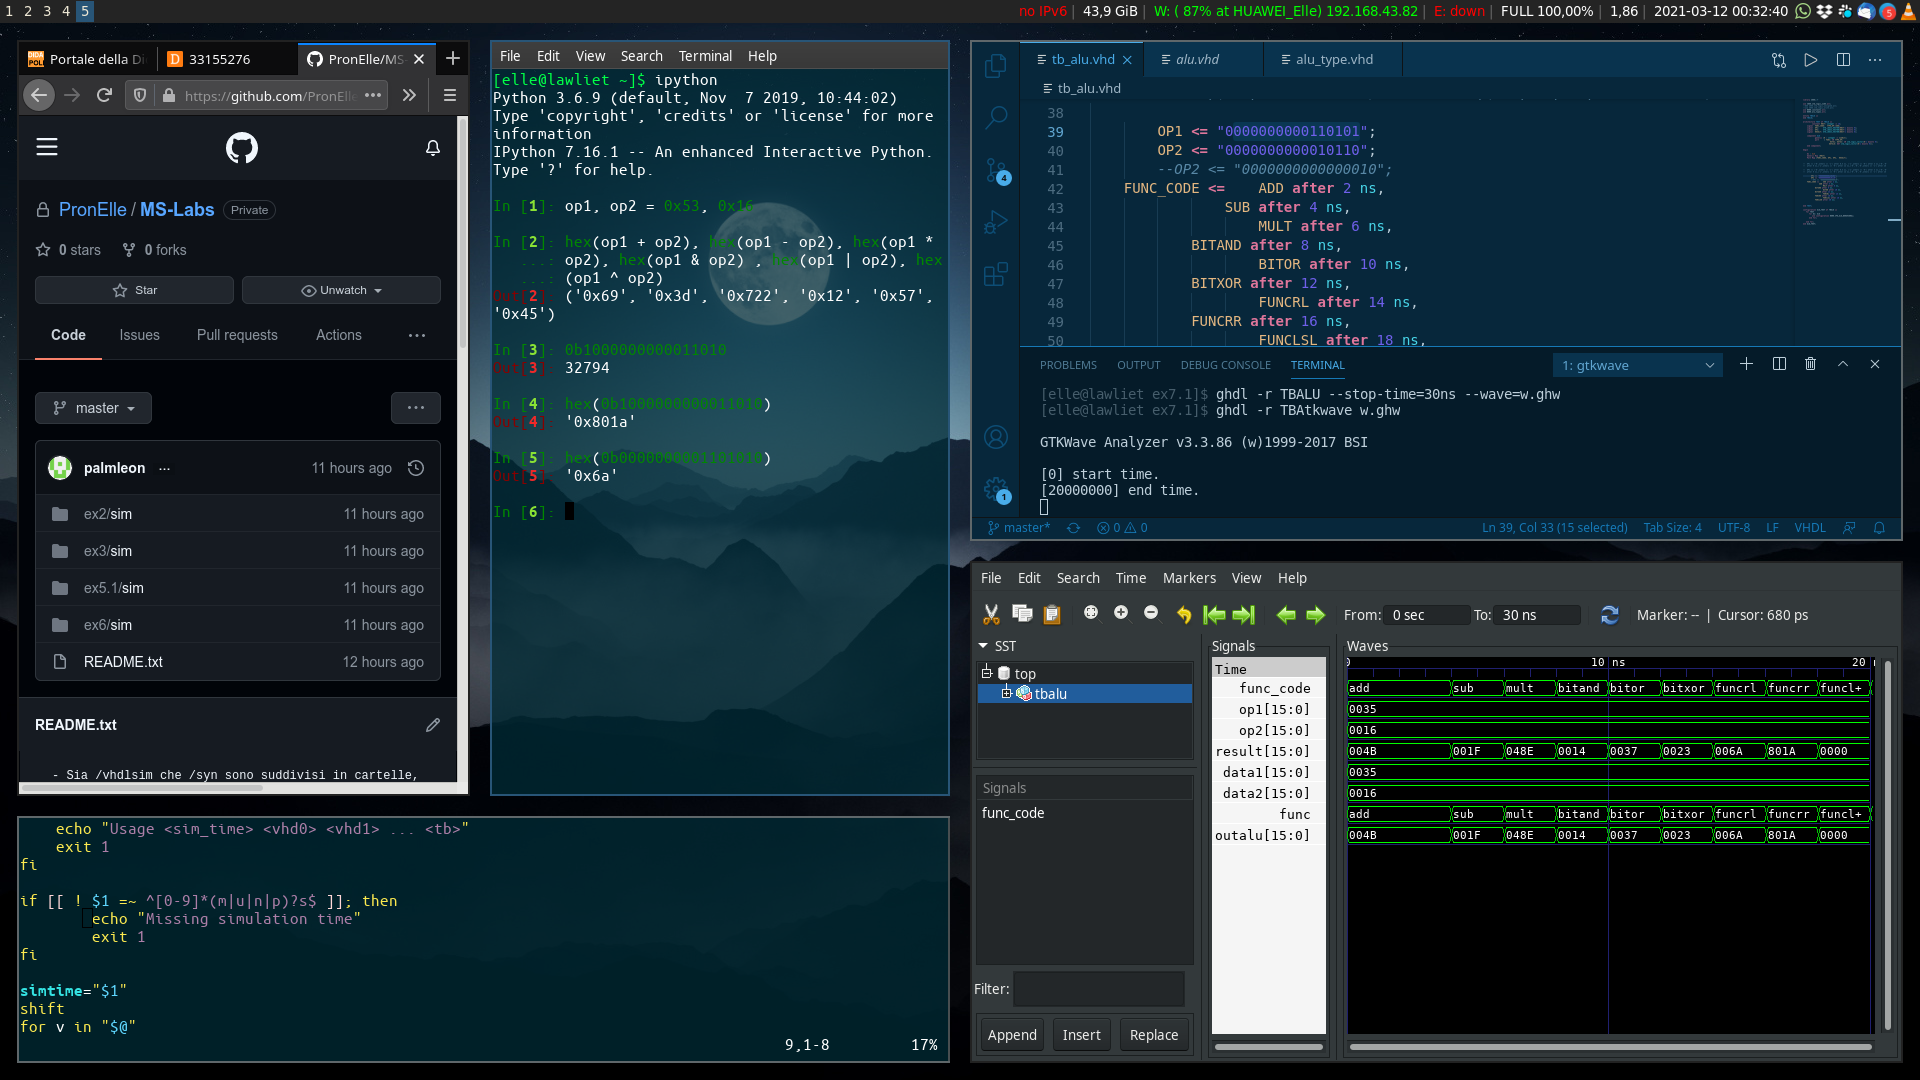 1 2 3 4 5
no IPv6 | 43,9 GiB | W: ( 87% at HUAWEI_Elle) 192.168.43.82 | E: down | FULL 100,00% | 1,86 | 2021-03-12 00:32:40
Portale della Di
33155276
PronElle/MS-
https://github.com/PronElle
PronElle / MS-Labs Private
0 stars 0 forks
Star Unwatch
Code Issues Pull requests Actions
master
palmleon ... 11 hours ago
ex2/sim 11 hours ago
ex3/sim 11 hours ago
ex5.1/sim 11 hours ago
ex6/sim 11 hours ago
README.txt 12 hours ago
README.txt
- Sia /vhdlsim che /syn sono suddivisi in cartelle,
File Edit View Search Terminal Help
[elle@lawliet ~]$ ipython
Python 3.6.9 (default, Nov  7 2019, 10:44:02)
Type 'copyright', 'credits' or 'license' for more
information
IPython 7.16.1 -- An enhanced Interactive Python.
Type '?' for help.
In [1]: op1, op2 = 0x53, 0x16
In [2]: hex(op1 + op2), hex(op1 - op2), hex(op1 *
...: op2), hex(op1 & op2) , hex(op1 | op2), hex
...: (op1 ^ op2)
Out[2]: ('0x69', '0x3d', '0x722', '0x12', '0x57',
'0x45')
In [3]: 0b1000000000011010
Out[3]: 32794
In [4]: hex(0b1000000000011010)
Out[4]: '0x801a'
In [5]: hex(0b0000000001101010)
Out[5]: '0x6a'
In [6]:
tb_alu.vhd alu.vhd alu_type.vhd
tb_alu.vhd
38
39 OP1 <= "0000000000110101";
40 OP2 <= "0000000000010110";
41 --OP2 <= "0000000000000010";
42 FUNC_CODE <= ADD after 2 ns,
43 SUB after 4 ns,
44 MULT after 6 ns,
45 BITAND after 8 ns,
46 BITOR after 10 ns,
47 BITXOR after 12 ns,
48 FUNCRL after 14 ns,
49 FUNCRR after 16 ns,
50 FUNCLSL after 18 ns,
4
1
PROBLEMS OUTPUT DEBUG CONSOLE TERMINAL 1: gtkwave
[elle@lawliet ex7.1]$ ghdl -r TBALU --stop-time=30ns --wave=w.ghw
[elle@lawliet ex7.1]$ ghdl -r TBAtkwave w.ghw
GTKWave Analyzer v3.3.86 (w)1999-2017 BSI
[0] start time.
[20000000] end time.
master* 0 0 Ln 39, Col 33 (15 selected) Tab Size: 4 UTF-8 LF VHDL
echo "Usage <sim_time> <vhd0> <vhd1> ... <tb>"
exit 1
fi
if [[ ! $1 =~ ^[0-9]*(m|u|n|p)?s$ ]]; then
echo "Missing simulation time"
exit 1
fi
simtime="$1"
shift
for v in "$@"
9,1-8 17%
File Edit Search Time Markers View Help
From: 0 sec To: 30 ns Marker: -- | Cursor: 680 ps
SST
top
tbalu
Signals
func_code
Filter:
Append Insert Replace
Signals Waves
Time 10 ns 20
func_code add sub mult bitand bitor bitxor funcrl funcrr funcl+
op1[15:0] 0035
op2[15:0] 0016
result[15:0] 004B 001F 048E 0014 0037 0023 006A 801A 0000
data1[15:0] 0035
data2[15:0] 0016
func add sub mult bitand bitor bitxor funcrl funcrr funcl+
outalu[15:0] 004B 001F 048E 0014 0037 0023 006A 801A 0000